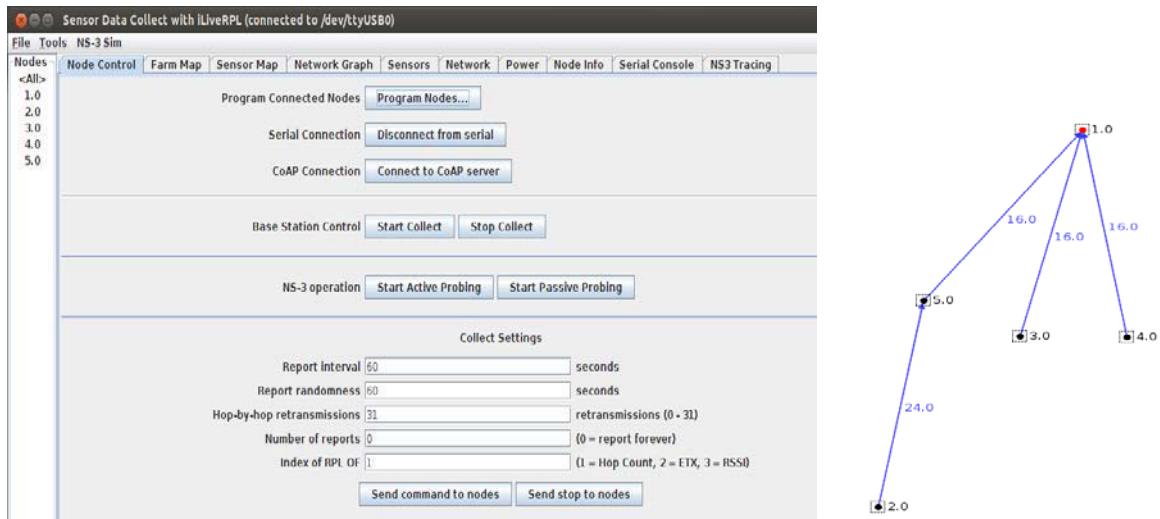 Sensor Data Collect with iLiveRPL (connected to /dev/ttyUSB0)
File Tools NS-3 Sim
Nodes
<All>
1.0
2.0
3.0
4.0
5.0
Node Control Farm Map Sensor Map Network Graph Sensors Network Power Node Info Serial Console NS3 Tracing
Program Connected Nodes Program Nodes...
Serial Connection Disconnect from serial
CoAP Connection Connect to CoAP server
Base Station Control Start Collect Stop Collect
NS-3 operation Start Active Probing Start Passive Probing
Collect Settings
Report interval 60 seconds
Report randomness 60 seconds
Hop-by-hop retransmissions 31 retransmissions (0 - 31)
Number of reports 0 (0 = report forever)
Index of RPL OF 1 (1 = Hop Count, 2 = ETX, 3 = RSSI)
Send command to nodes Send stop to nodes
1.0
16.0
16.0
16.0
5.0
3.0
4.0
24.0
2.0